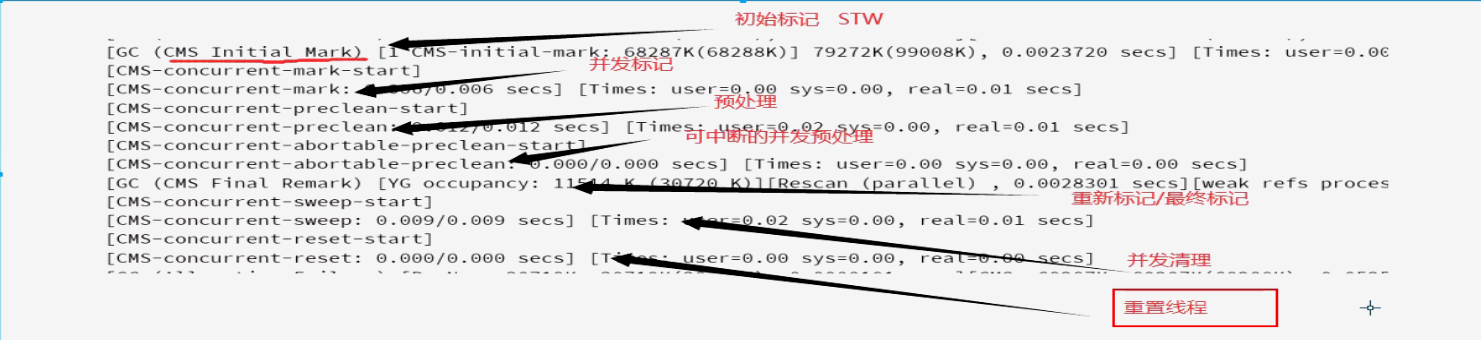 初始标记 STW
[GC (CMS Initial Mark) [1 CMS-initial-mark: 68287K(68288K)] 79272K(99008K), 0.0023720 secs] [Times: user=0.00
[CMS-concurrent-mark-start]
并发标记
[CMS-concurrent-mark: /0.006 secs] [Times: user=0.00 sys=0.00, real=0.01 secs]
[CMS-concurrent-preclean-start]
预处理
[CMS-concurrent-preclean: 0.012/0.012 secs] [Times: user=0.02 sys=0.00, real=0.01 secs]
可中断的并发预处理
[CMS-concurrent-abortable-preclean-start]
[CMS-concurrent-abortable-preclean: 0.000/0.000 secs] [Times: user=0.00 sys=0.00, real=0.00 secs]
[GC (CMS Final Remark) [YG occupancy: K (30720 K)][Rescan (parallel) , 0.0028301 secs][weak refs proces
重新标记/最终标记
[CMS-concurrent-sweep-start]
[CMS-concurrent-sweep: 0.009/0.009 secs] [Times: user=0.02 sys=0.00, real=0.01 secs]
[CMS-concurrent-reset-start]
[CMS-concurrent-reset: 0.000/0.000 secs] [Times: user=0.00 sys=0.00, real=0.00 secs]
并发清理
重置线程